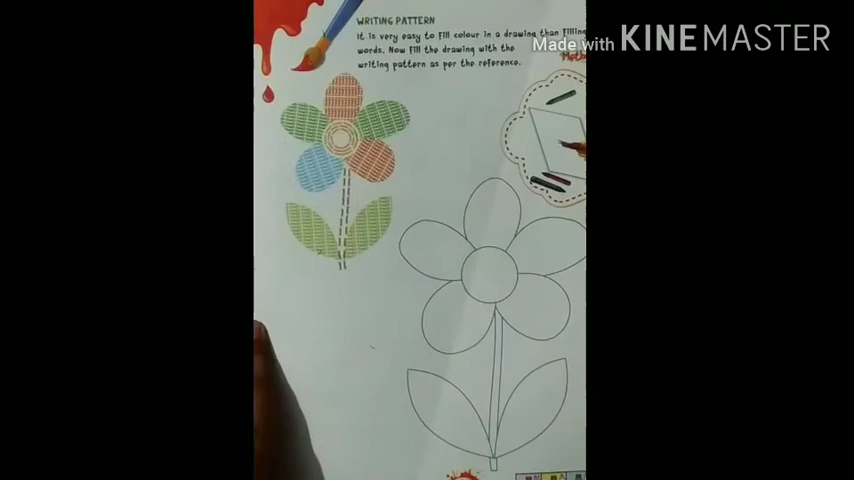 WRITING PATTERN
It is very easy to fill colour in a drawing than filling
words. Now fill the drawing with the
writing pattern as per the reference.
Made with KINEMASTER